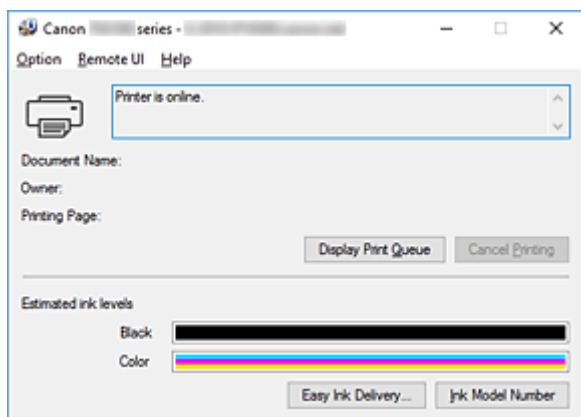 Canon series -
Option Remote UI Help
Printer is online.
Document Name:
Owner:
Printing Page:
Display Print Queue Cancel Printing
Estimated ink levels
Black
Color
Easy Ink Delivery... Ink Model Number